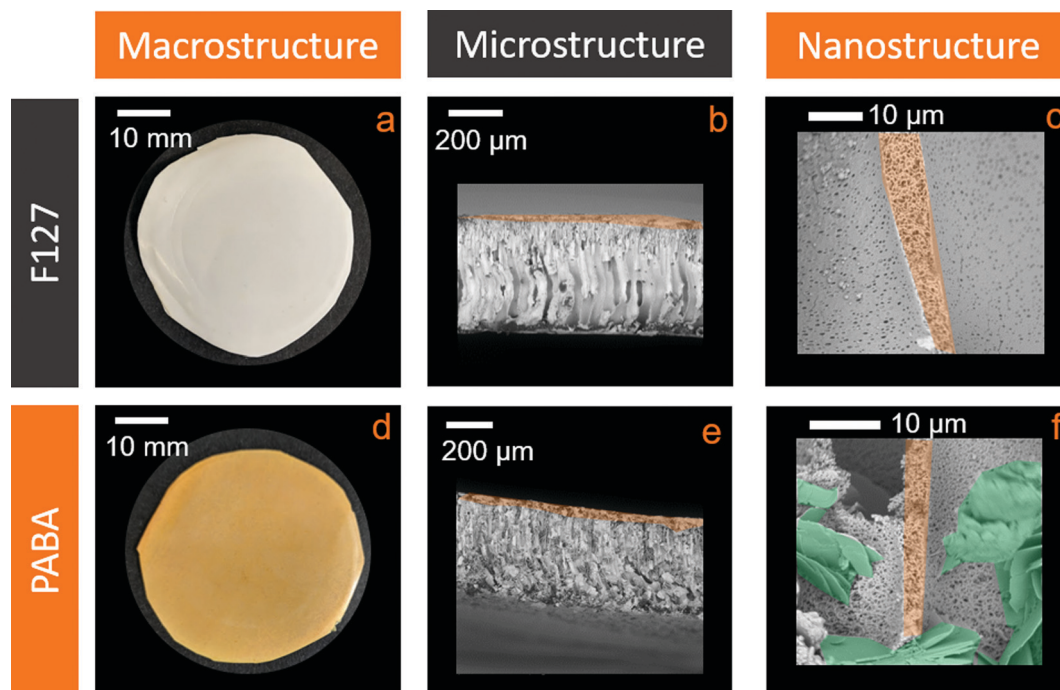 Macrostructure
Microstructure
Nanostructure
F127
10 mm
a
200 µm
b
10 µm
c
PABA
10 mm
d
200 µm
e
10 µm
f